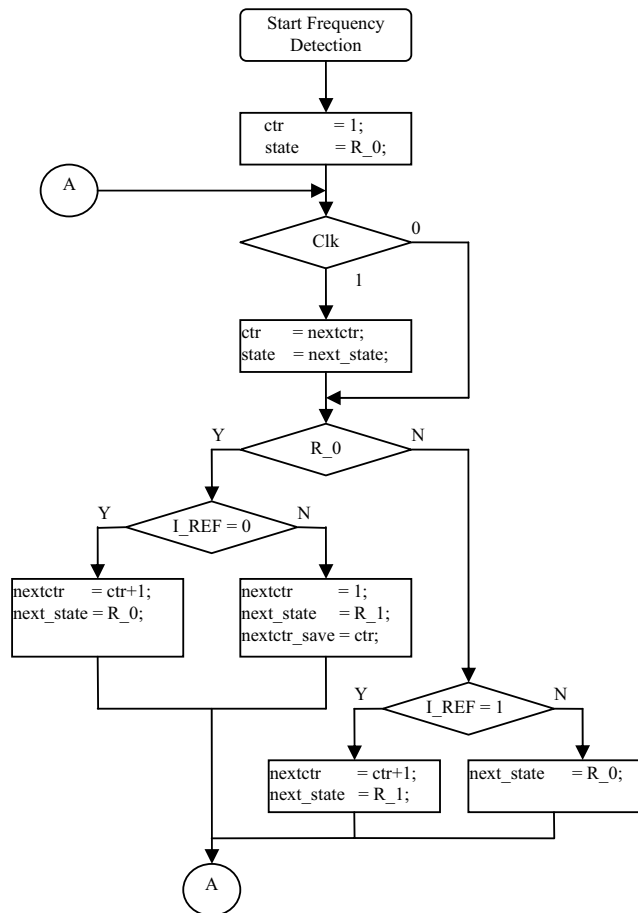 Start Frequency
Detection
ctr = 1;
state = R_0;
A
Clk
0
1
ctr = nextctr;
state = next_state;
Y
R_0
N
Y
I_REF = 0
N
nextctr = ctr+1;
next_state = R_0;
nextctr = 1;
next_state = R_1;
nextctr_save = ctr;
Y
I_REF = 1
N
nextctr = ctr+1;
next_state = R_1;
next_state = R_0;
A